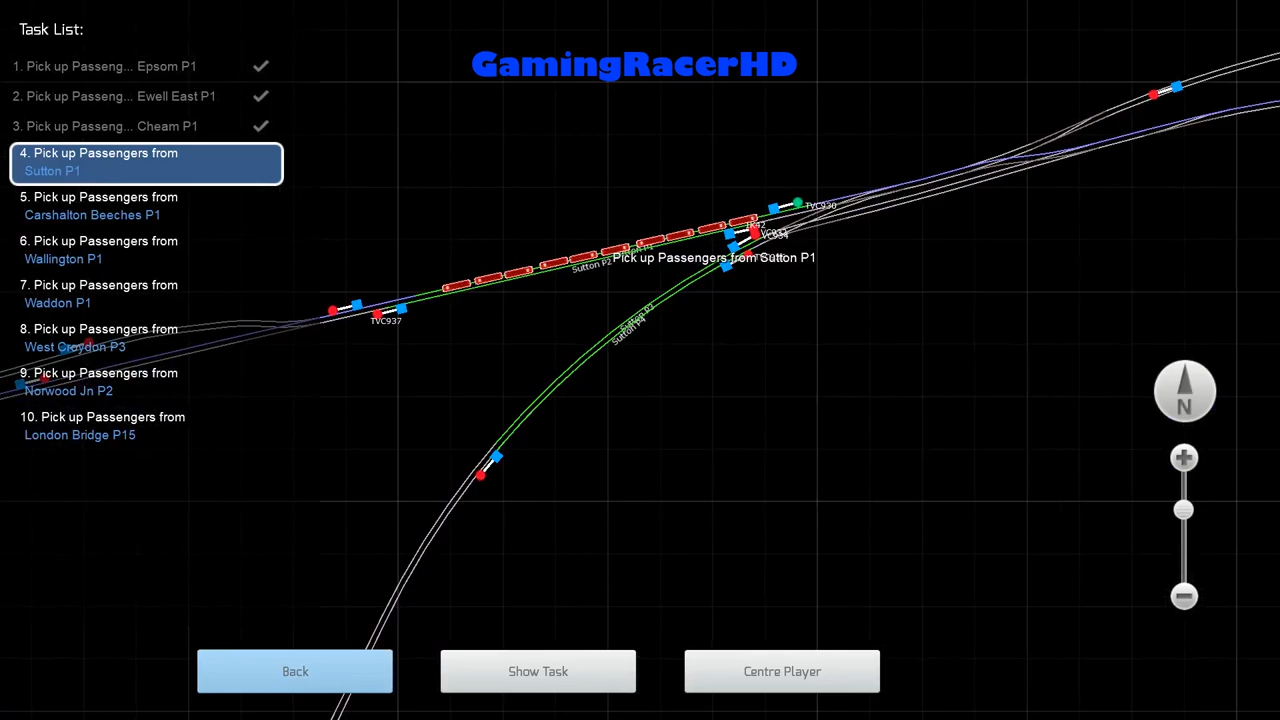 Task List:
GamingRacerHD
1. Pick up Passeng... Epsom P1
2. Pick up Passeng... Ewell East P1
3. Pick up Passeng... Cheam P1
4. Pick up Passengers from
Sutton P1
5. Pick up Passengers from
Carshalton Beeches P1
6. Pick up Passengers from
Wallington P1
7. Pick up Passengers from
Waddon P1
8. Pick up Passengers from
West Croydon P3
9. Pick up Passengers from
Norwood Jn P2
10. Pick up Passengers from
London Bridge P15
TVC930
Sutton P2
Pick up Passengers from Sutton P1
TVC937
Sutton P4
N
Back
Show Task
Centre Player